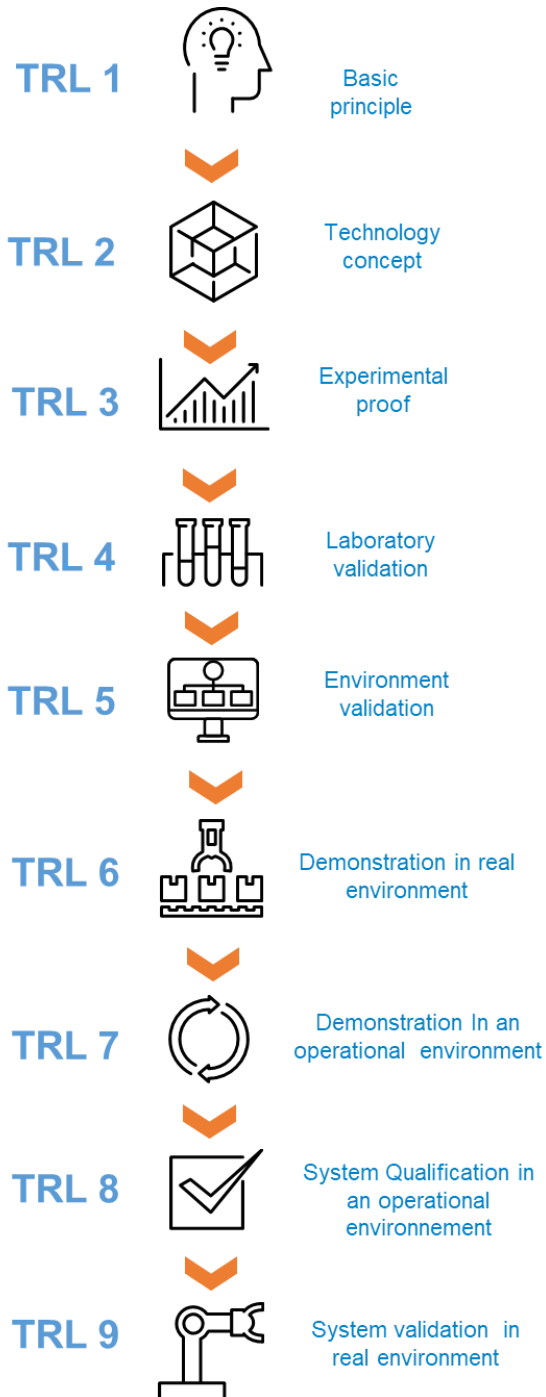 TRL 1
Basic
principle
TRL 2
Technology
concept
TRL 3
Experimental
proof
TRL 4
Laboratory
validation
TRL 5
Environment
validation
TRL 6
Demonstration in real
environment
TRL 7
Demonstration In an
operational environment
TRL 8
System Qualification in
an operational
environnement
TRL 9
System validation in
real environment